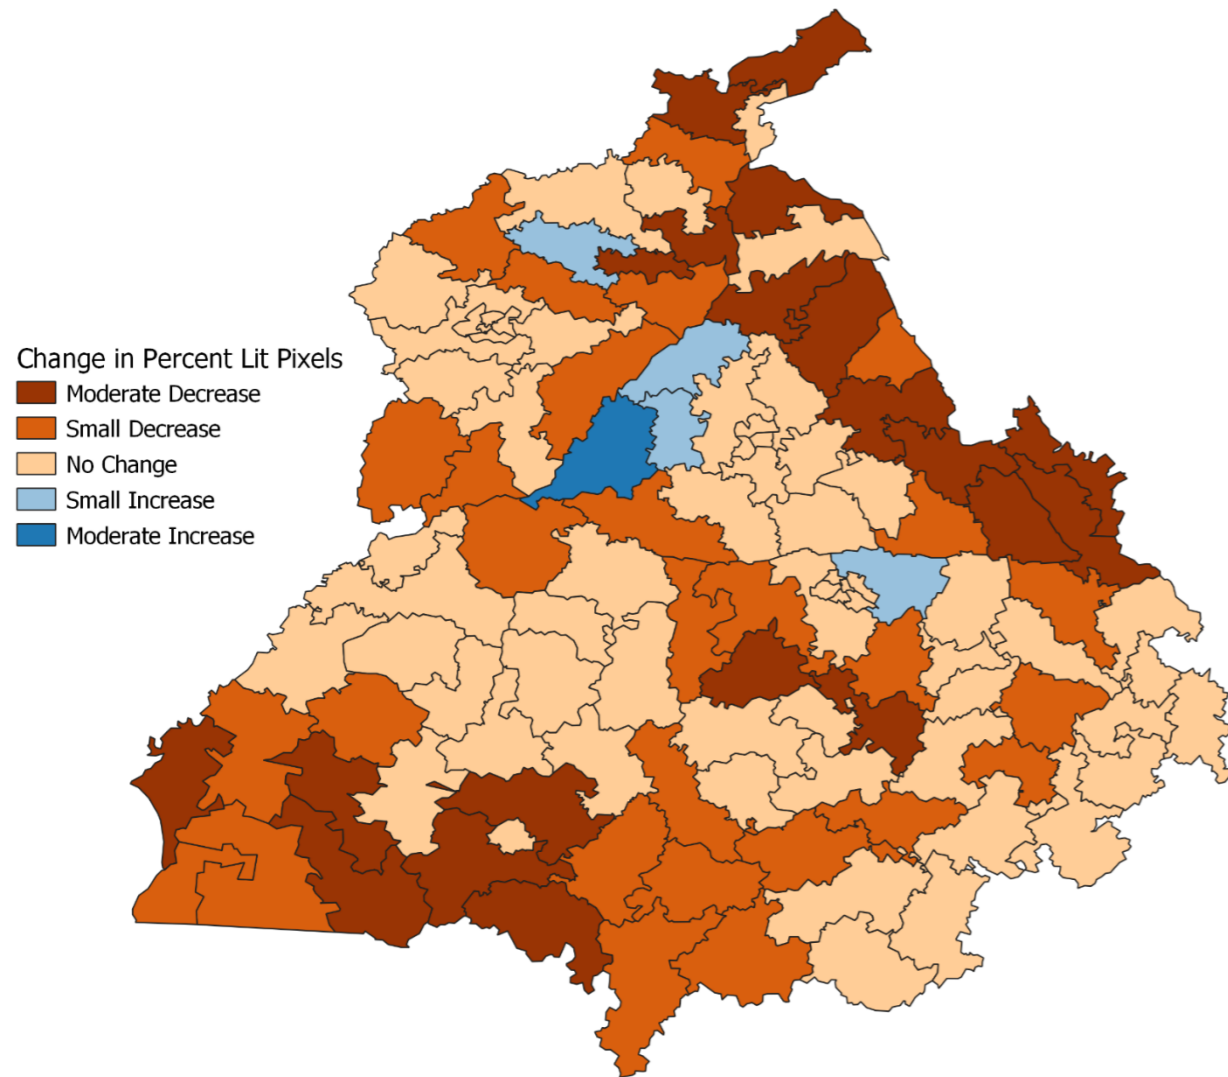 Change in Percent Lit Pixels
Moderate Decrease
Small Decrease
No Change
Small Increase
Moderate Increase